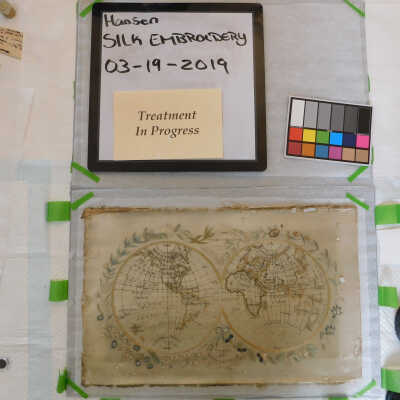 Hansen
SILK EMBROIDERY
03-19-2019
Treatment
In Progress